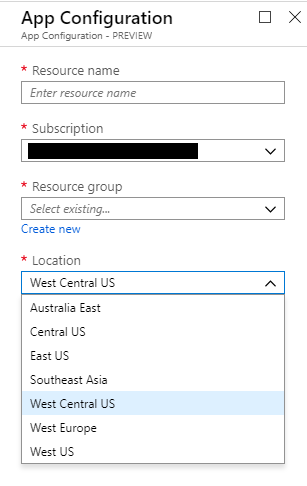 App Configuration
App Configuration - PREVIEW
* Resource name
Enter resource name
* Subscription
* Resource group
Select existing...
Create new
* Location
West Central US
Australia East
Central US
East US
Southeast Asia
West Central US
West Europe
West US